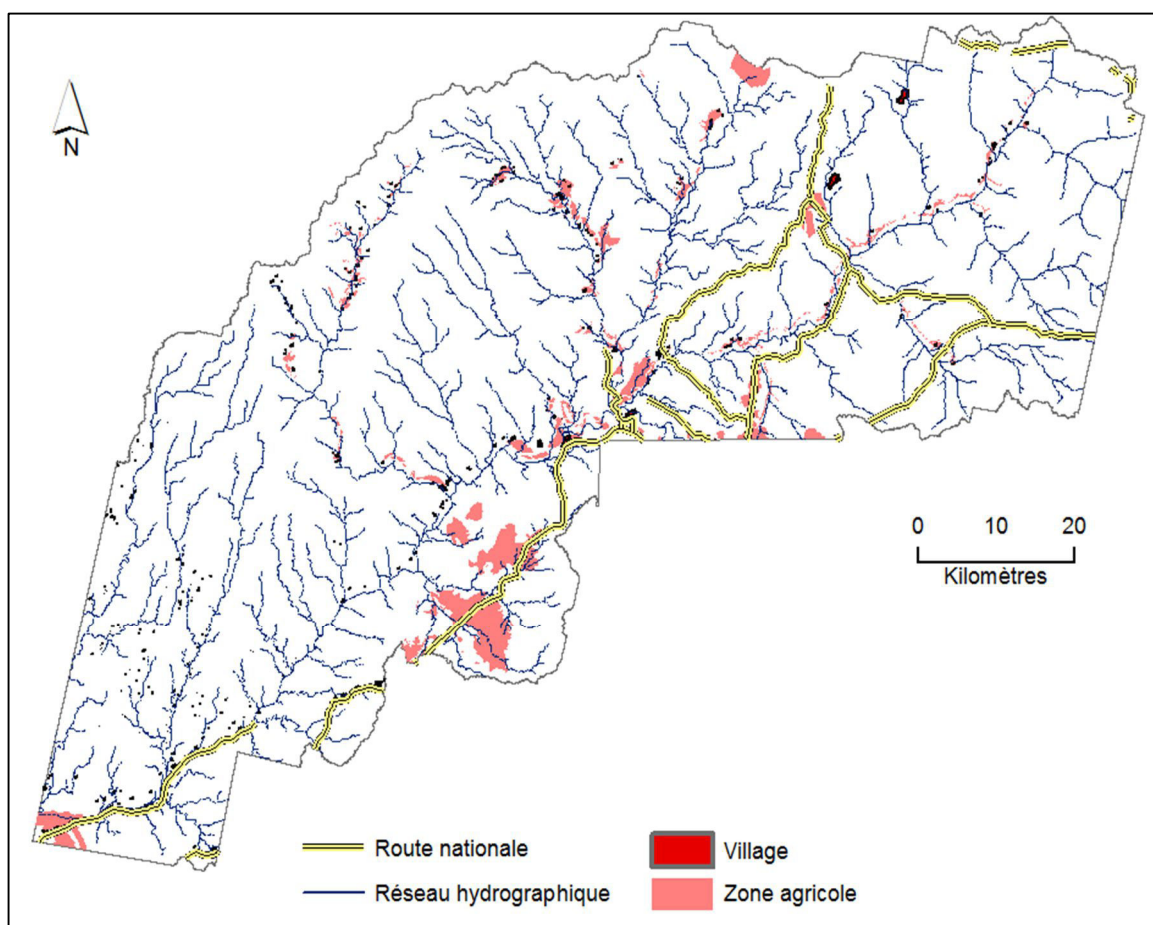 N
0 10 20
Kilomètres
Route nationale
Village
Réseau hydrographique
Zone agricole